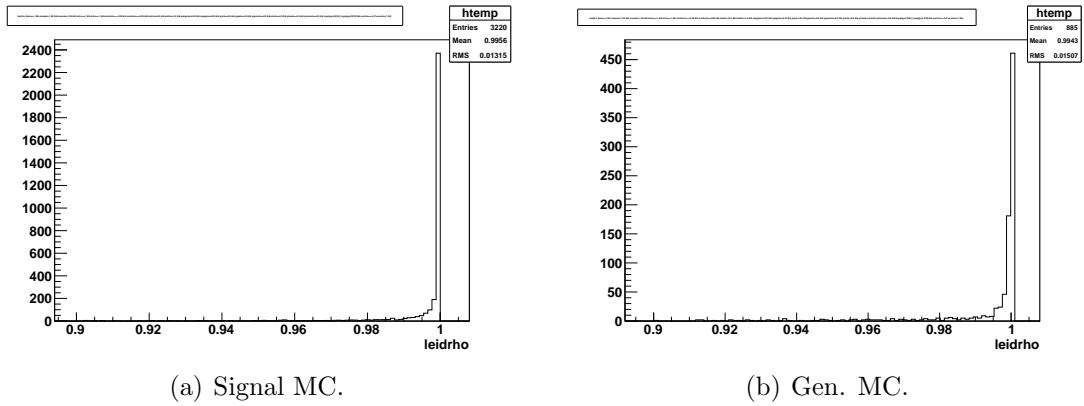 htemp
Entries 3220
Mean 0.9956
RMS 0.01315
2400
2200
2000
1800
1600
1400
1200
1000
800
600
400
200
0
0.9 0.92 0.94 0.96 0.98 1
leidrho
(a) Signal MC.
htemp
Entries 885
Mean 0.9943
RMS 0.01507
450
400
350
300
250
200
150
100
50
0
0.9 0.92 0.94 0.96 0.98 1
leidrho
(b) Gen. MC.